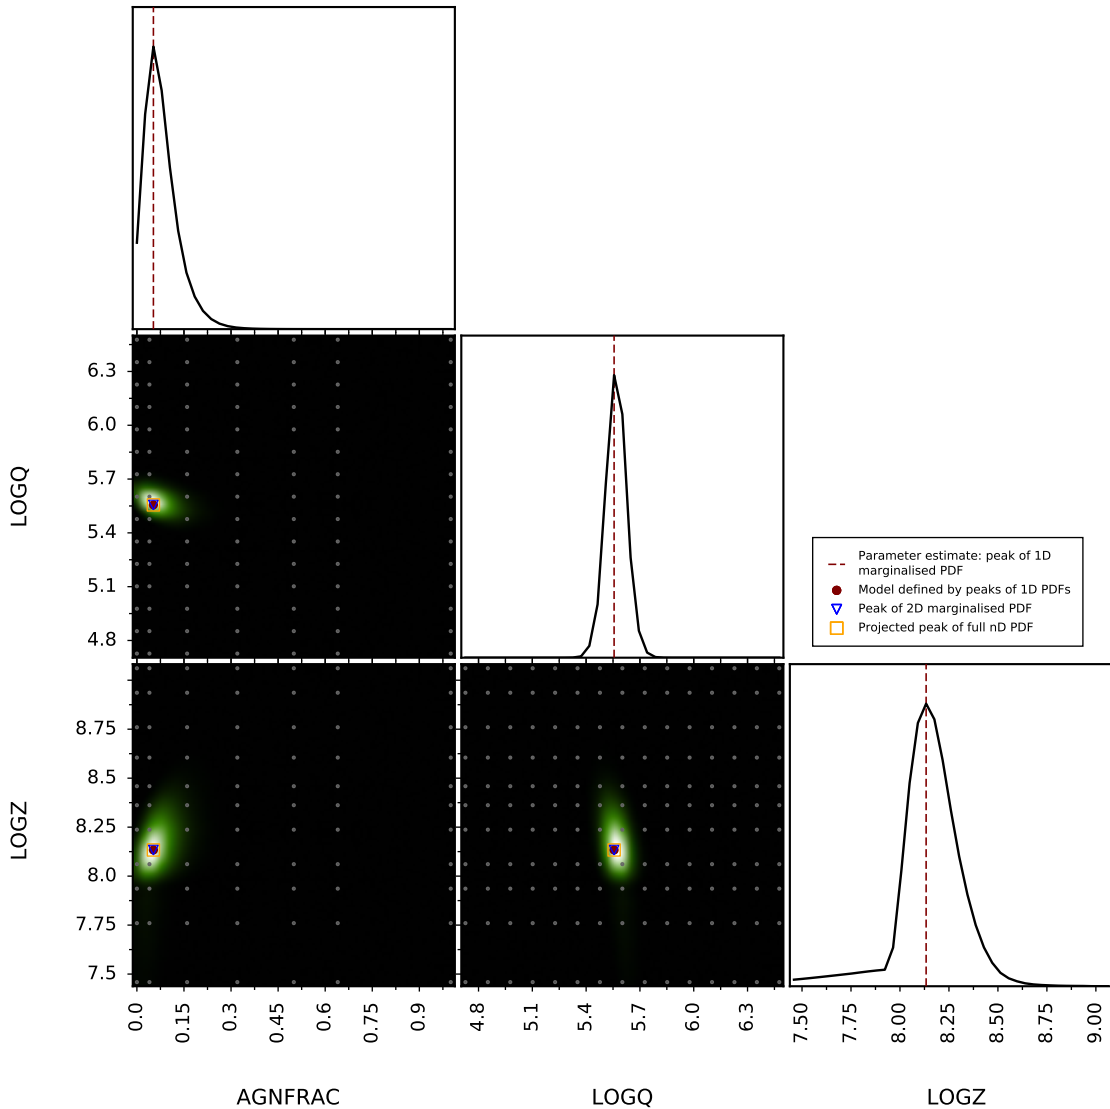 LOGQ
6.3
6.0
5.7
5.4
5.1
4.8
Parameter estimate: peak of 1D
marginalised PDF
Model defined by peaks of 1D PDFs
Peak of 2D marginalised PDF
Projected peak of full nD PDF
LOGZ
8.75
8.5
8.25
8.0
7.75
7.5
0.0 0.15 0.3 0.45 0.6 0.75 0.9
4.8 5.1 5.4 5.7 6.0 6.3
7.50 7.75 8.00 8.25 8.50 8.75 9.00
AGNFRAC LOGQ LOGZ